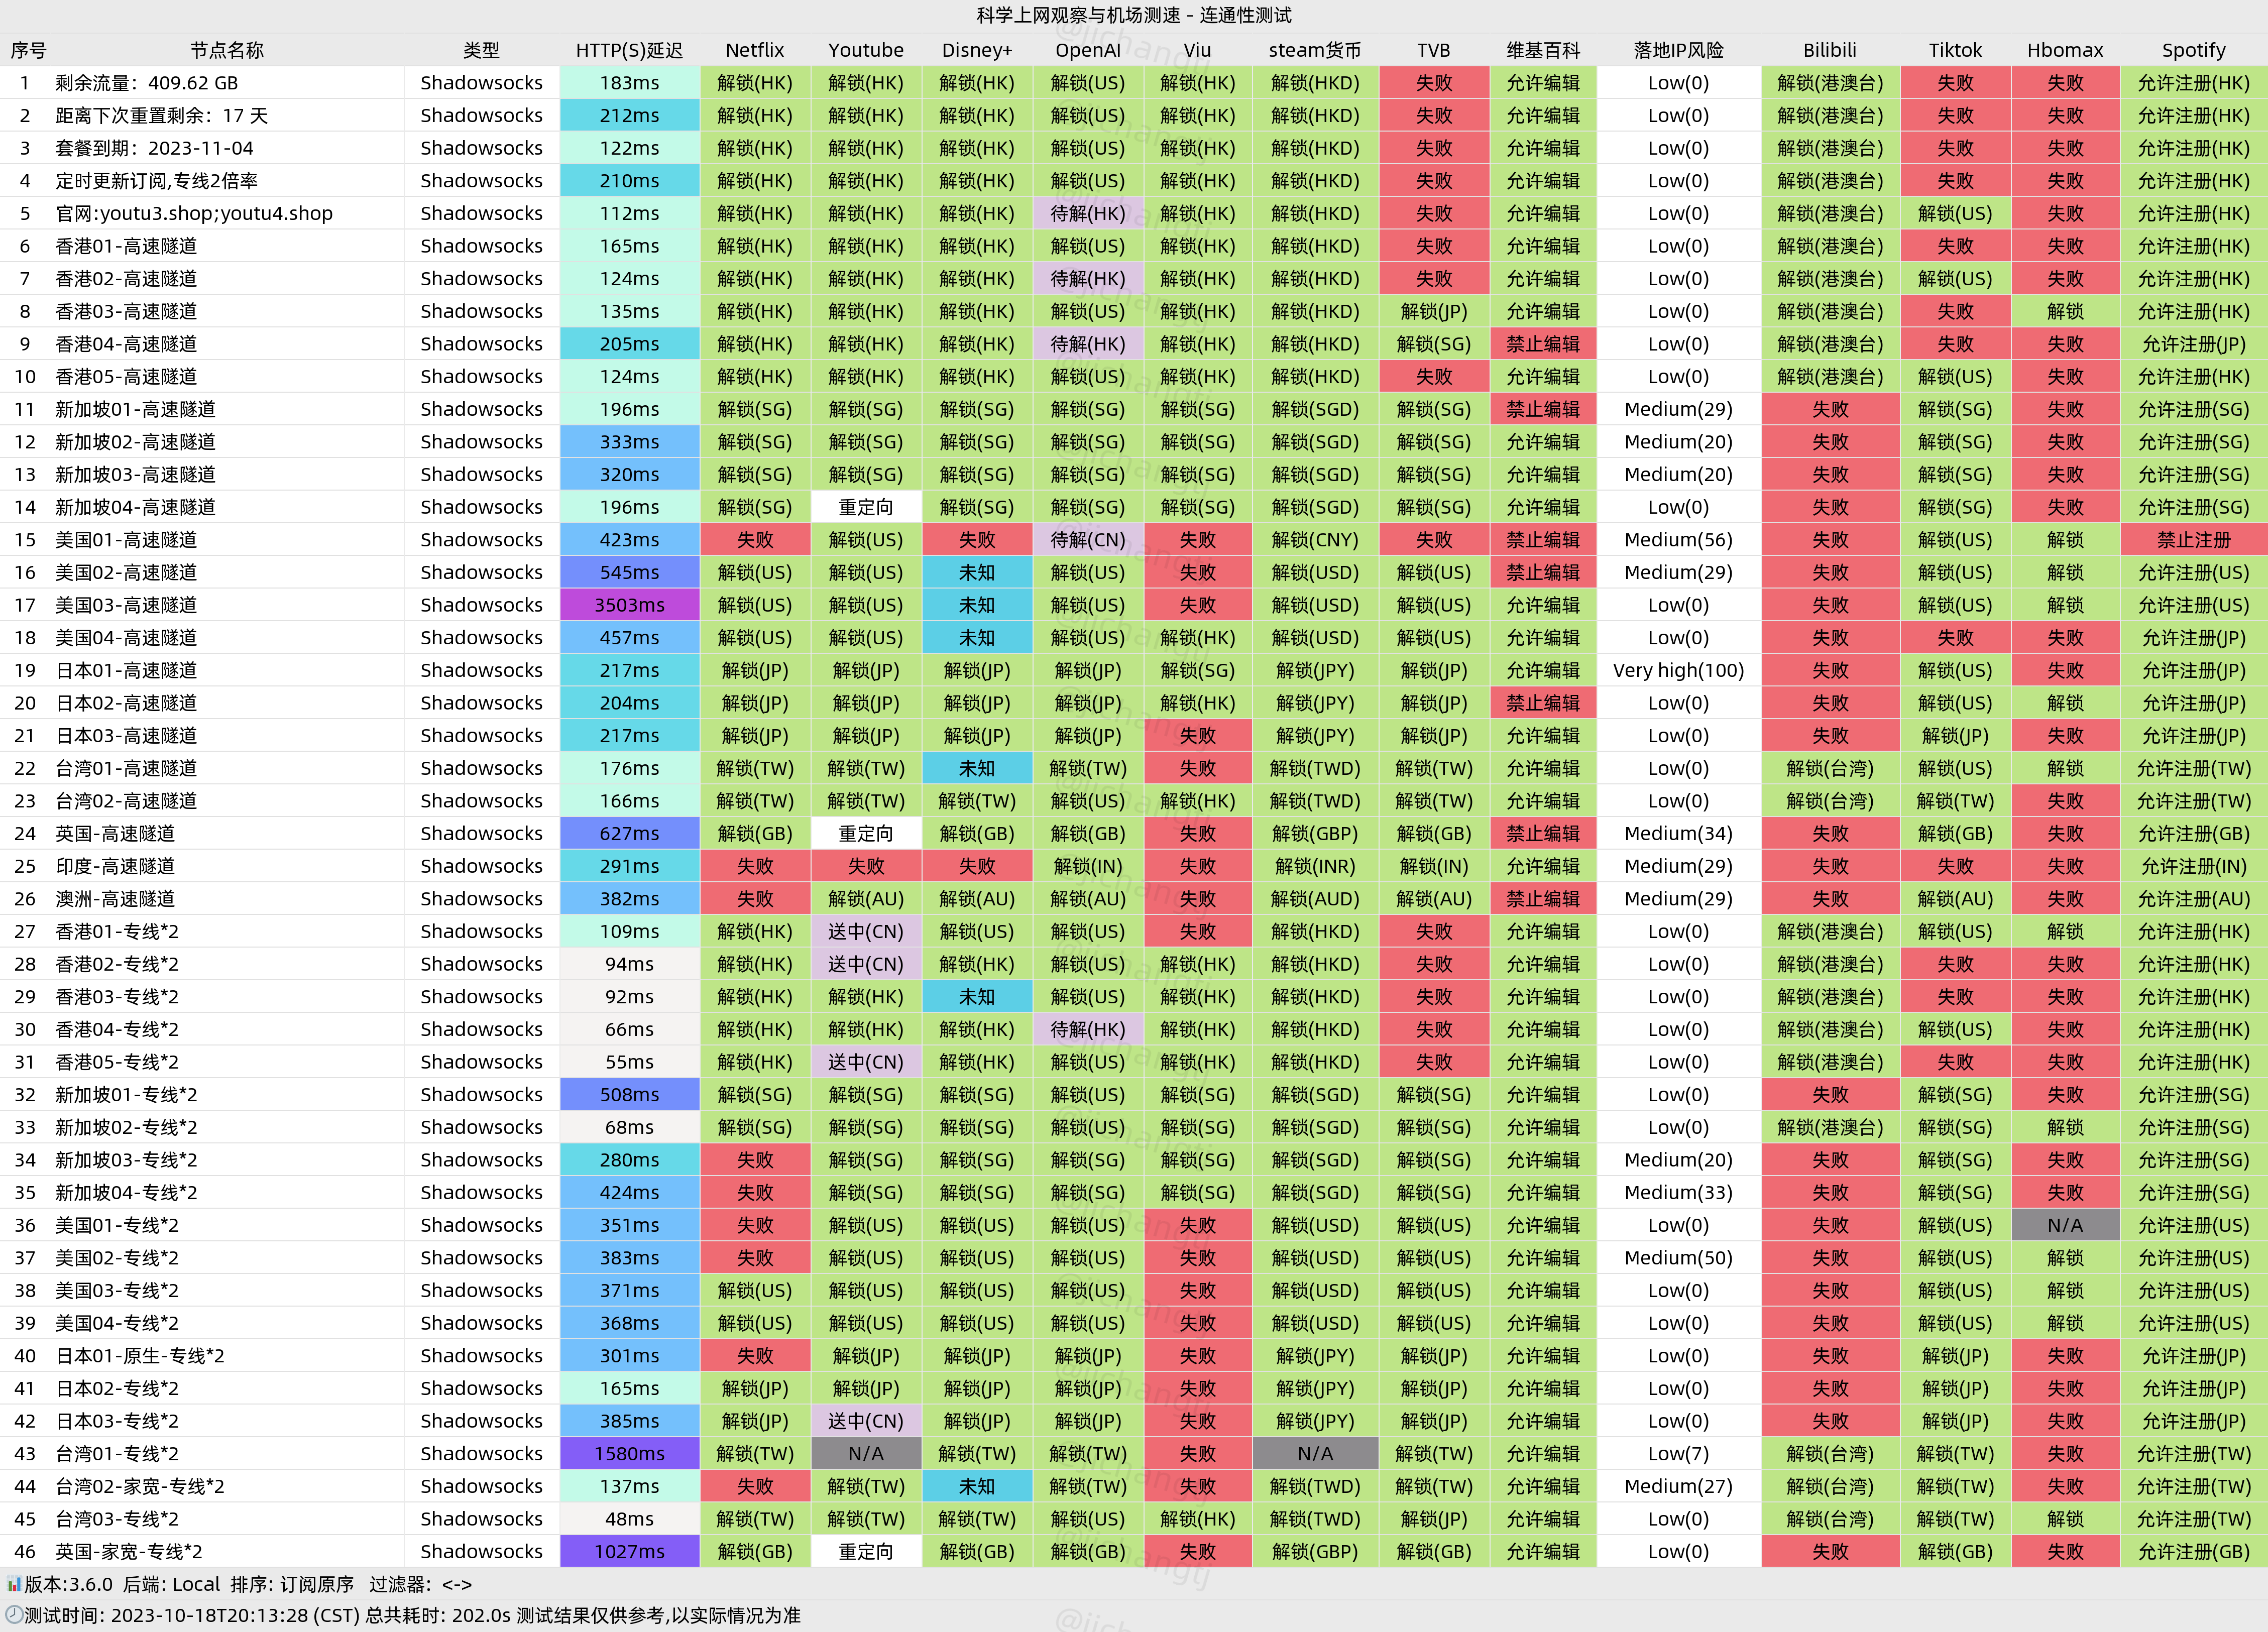 科学上网观察与机场测速 - 连通性测试
序号 节点名称 类型 HTTP(S)延迟 Netflix Youtube Disney+ OpenAI Viu steam货币 TVB 维基百科 落地IP风险 Bilibili Tiktok Hbomax Spotify
1 剩余流量：409.62 GB Shadowsocks 183ms 解锁(HK) 解锁(HK) 解锁(HK) 解锁(US) 解锁(HK) 解锁(HKD) 失败 允许编辑 Low(0) 解锁(港澳台) 失败 失败 允许注册(HK)
2 距离下次重置剩余：17 天 Shadowsocks 212ms 解锁(HK) 解锁(HK) 解锁(HK) 解锁(US) 解锁(HK) 解锁(HKD) 失败 允许编辑 Low(0) 解锁(港澳台) 失败 失败 允许注册(HK)
3 套餐到期：2023-11-04 Shadowsocks 122ms 解锁(HK) 解锁(HK) 解锁(HK) 解锁(US) 解锁(HK) 解锁(HKD) 失败 允许编辑 Low(0) 解锁(港澳台) 失败 失败 允许注册(HK)
4 定时更新订阅,专线2倍率 Shadowsocks 210ms 解锁(HK) 解锁(HK) 解锁(HK) 解锁(US) 解锁(HK) 解锁(HKD) 失败 允许编辑 Low(0) 解锁(港澳台) 失败 失败 允许注册(HK)
5 官网:youtu3.shop;youtu4.shop Shadowsocks 112ms 解锁(HK) 解锁(HK) 解锁(HK) 待解(HK) 解锁(HK) 解锁(HKD) 失败 允许编辑 Low(0) 解锁(港澳台) 解锁(US) 失败 允许注册(HK)
6 香港01-高速隧道 Shadowsocks 165ms 解锁(HK) 解锁(HK) 解锁(HK) 解锁(US) 解锁(HK) 解锁(HKD) 失败 允许编辑 Low(0) 解锁(港澳台) 失败 失败 允许注册(HK)
7 香港02-高速隧道 Shadowsocks 124ms 解锁(HK) 解锁(HK) 解锁(HK) 待解(HK) 解锁(HK) 解锁(HKD) 失败 允许编辑 Low(0) 解锁(港澳台) 解锁(US) 失败 允许注册(HK)
8 香港03-高速隧道 Shadowsocks 135ms 解锁(HK) 解锁(HK) 解锁(HK) 解锁(US) 解锁(HK) 解锁(HKD) 解锁(JP) 允许编辑 Low(0) 解锁(港澳台) 失败 解锁 允许注册(HK)
9 香港04-高速隧道 Shadowsocks 205ms 解锁(HK) 解锁(HK) 解锁(HK) 待解(HK) 解锁(HK) 解锁(HKD) 解锁(SG) 禁止编辑 Low(0) 解锁(港澳台) 失败 失败 允许注册(JP)
10 香港05-高速隧道 Shadowsocks 124ms 解锁(HK) 解锁(HK) 解锁(HK) 解锁(US) 解锁(HK) 解锁(HKD) 失败 允许编辑 Low(0) 解锁(港澳台) 解锁(US) 失败 允许注册(HK)
11 新加坡01-高速隧道 Shadowsocks 196ms 解锁(SG) 解锁(SG) 解锁(SG) 解锁(SG) 解锁(SG) 解锁(SGD) 解锁(SG) 禁止编辑 Medium(29) 失败 解锁(SG) 失败 允许注册(SG)
12 新加坡02-高速隧道 Shadowsocks 333ms 解锁(SG) 解锁(SG) 解锁(SG) 解锁(SG) 解锁(SG) 解锁(SGD) 解锁(SG) 允许编辑 Medium(20) 失败 解锁(SG) 失败 允许注册(SG)
13 新加坡03-高速隧道 Shadowsocks 320ms 解锁(SG) 解锁(SG) 解锁(SG) 解锁(SG) 解锁(SG) 解锁(SGD) 解锁(SG) 允许编辑 Medium(20) 失败 解锁(SG) 失败 允许注册(SG)
14 新加坡04-高速隧道 Shadowsocks 196ms 解锁(SG) 重定向 解锁(SG) 解锁(SG) 解锁(SG) 解锁(SGD) 解锁(SG) 允许编辑 Low(0) 失败 解锁(SG) 失败 允许注册(SG)
15 美国01-高速隧道 Shadowsocks 423ms 失败 解锁(US) 失败 待解(CN) 失败 解锁(CNY) 失败 禁止编辑 Medium(56) 失败 解锁(US) 解锁 禁止注册
16 美国02-高速隧道 Shadowsocks 545ms 解锁(US) 解锁(US) 未知 解锁(US) 失败 解锁(USD) 解锁(US) 禁止编辑 Medium(29) 失败 解锁(US) 解锁 允许注册(US)
17 美国03-高速隧道 Shadowsocks 3503ms 解锁(US) 解锁(US) 未知 解锁(US) 失败 解锁(USD) 解锁(US) 允许编辑 Low(0) 失败 解锁(US) 解锁 允许注册(US)
18 美国04-高速隧道 Shadowsocks 457ms 解锁(US) 解锁(US) 未知 解锁(US) 解锁(HK) 解锁(USD) 解锁(US) 允许编辑 Low(0) 失败 失败 失败 允许注册(JP)
19 日本01-高速隧道 Shadowsocks 217ms 解锁(JP) 解锁(JP) 解锁(JP) 解锁(JP) 解锁(SG) 解锁(JPY) 解锁(JP) 允许编辑 Very high(100) 失败 解锁(US) 失败 允许注册(JP)
20 日本02-高速隧道 Shadowsocks 204ms 解锁(JP) 解锁(JP) 解锁(JP) 解锁(JP) 解锁(HK) 解锁(JPY) 解锁(JP) 禁止编辑 Low(0) 失败 解锁(US) 解锁 允许注册(JP)
21 日本03-高速隧道 Shadowsocks 217ms 解锁(JP) 解锁(JP) 解锁(JP) 解锁(JP) 失败 解锁(JPY) 解锁(JP) 允许编辑 Low(0) 失败 解锁(JP) 失败 允许注册(JP)
22 台湾01-高速隧道 Shadowsocks 176ms 解锁(TW) 解锁(TW) 未知 解锁(TW) 失败 解锁(TWD) 解锁(TW) 允许编辑 Low(0) 解锁(台湾) 解锁(US) 解锁 允许注册(TW)
23 台湾02-高速隧道 Shadowsocks 166ms 解锁(TW) 解锁(TW) 解锁(TW) 解锁(US) 解锁(HK) 解锁(TWD) 解锁(TW) 允许编辑 Low(0) 解锁(台湾) 解锁(TW) 失败 允许注册(TW)
24 英国-高速隧道 Shadowsocks 627ms 解锁(GB) 重定向 解锁(GB) 解锁(GB) 失败 解锁(GBP) 解锁(GB) 禁止编辑 Medium(34) 失败 解锁(GB) 失败 允许注册(GB)
25 印度-高速隧道 Shadowsocks 291ms 失败 失败 失败 解锁(IN) 失败 解锁(INR) 解锁(IN) 允许编辑 Medium(29) 失败 失败 失败 允许注册(IN)
26 澳洲-高速隧道 Shadowsocks 382ms 失败 解锁(AU) 解锁(AU) 解锁(AU) 失败 解锁(AUD) 解锁(AU) 禁止编辑 Medium(29) 失败 解锁(AU) 失败 允许注册(AU)
27 香港01-专线*2 Shadowsocks 109ms 解锁(HK) 送中(CN) 解锁(US) 解锁(US) 失败 解锁(HKD) 失败 允许编辑 Low(0) 解锁(港澳台) 解锁(US) 解锁 允许注册(HK)
28 香港02-专线*2 Shadowsocks 94ms 解锁(HK) 送中(CN) 解锁(HK) 解锁(US) 解锁(HK) 解锁(HKD) 失败 允许编辑 Low(0) 解锁(港澳台) 失败 失败 允许注册(HK)
29 香港03-专线*2 Shadowsocks 92ms 解锁(HK) 解锁(HK) 未知 解锁(US) 解锁(HK) 解锁(HKD) 失败 允许编辑 Low(0) 解锁(港澳台) 失败 失败 允许注册(HK)
30 香港04-专线*2 Shadowsocks 66ms 解锁(HK) 解锁(HK) 解锁(HK) 待解(HK) 解锁(HK) 解锁(HKD) 失败 允许编辑 Low(0) 解锁(港澳台) 解锁(US) 失败 允许注册(HK)
31 香港05-专线*2 Shadowsocks 55ms 解锁(HK) 送中(CN) 解锁(HK) 解锁(US) 解锁(HK) 解锁(HKD) 失败 允许编辑 Low(0) 解锁(港澳台) 失败 失败 允许注册(HK)
32 新加坡01-专线*2 Shadowsocks 508ms 解锁(SG) 解锁(SG) 解锁(SG) 解锁(US) 解锁(SG) 解锁(SGD) 解锁(SG) 允许编辑 Low(0) 失败 解锁(SG) 失败 允许注册(SG)
33 新加坡02-专线*2 Shadowsocks 68ms 解锁(SG) 解锁(SG) 解锁(SG) 解锁(US) 解锁(SG) 解锁(SGD) 解锁(SG) 允许编辑 Low(0) 解锁(港澳台) 解锁(SG) 解锁 允许注册(SG)
34 新加坡03-专线*2 Shadowsocks 280ms 失败 解锁(SG) 解锁(SG) 解锁(SG) 解锁(SG) 解锁(SGD) 解锁(SG) 允许编辑 Medium(20) 失败 解锁(SG) 失败 允许注册(SG)
35 新加坡04-专线*2 Shadowsocks 424ms 失败 解锁(SG) 解锁(SG) 解锁(SG) 解锁(SG) 解锁(SGD) 解锁(SG) 允许编辑 Medium(33) 失败 解锁(SG) 失败 允许注册(SG)
36 美国01-专线*2 Shadowsocks 351ms 失败 解锁(US) 解锁(US) 解锁(US) 失败 解锁(USD) 解锁(US) 允许编辑 Low(0) 失败 解锁(US) N/A 允许注册(US)
37 美国02-专线*2 Shadowsocks 383ms 失败 解锁(US) 解锁(US) 解锁(US) 失败 解锁(USD) 解锁(US) 允许编辑 Medium(50) 失败 解锁(US) 解锁 允许注册(US)
38 美国03-专线*2 Shadowsocks 371ms 解锁(US) 解锁(US) 解锁(US) 解锁(US) 失败 解锁(USD) 解锁(US) 允许编辑 Low(0) 失败 解锁(US) 解锁 允许注册(US)
39 美国04-专线*2 Shadowsocks 368ms 解锁(US) 解锁(US) 解锁(US) 解锁(US) 失败 解锁(USD) 解锁(US) 允许编辑 Low(0) 失败 解锁(US) 解锁 允许注册(US)
40 日本01-原生-专线*2 Shadowsocks 301ms 失败 解锁(JP) 解锁(JP) 解锁(JP) 失败 解锁(JPY) 解锁(JP) 允许编辑 Low(0) 失败 解锁(JP) 失败 允许注册(JP)
41 日本02-专线*2 Shadowsocks 165ms 解锁(JP) 解锁(JP) 解锁(JP) 解锁(JP) 失败 解锁(JPY) 解锁(JP) 允许编辑 Low(0) 失败 解锁(JP) 失败 允许注册(JP)
42 日本03-专线*2 Shadowsocks 385ms 解锁(JP) 送中(CN) 解锁(JP) 解锁(JP) 失败 解锁(JPY) 解锁(JP) 允许编辑 Low(0) 失败 解锁(JP) 失败 允许注册(JP)
43 台湾01-专线*2 Shadowsocks 1580ms 解锁(TW) N/A 解锁(TW) 解锁(TW) 失败 N/A 解锁(TW) 允许编辑 Low(7) 解锁(台湾) 解锁(TW) 失败 允许注册(TW)
44 台湾02-家宽-专线*2 Shadowsocks 137ms 失败 解锁(TW) 未知 解锁(TW) 失败 解锁(TWD) 解锁(TW) 允许编辑 Medium(27) 解锁(台湾) 解锁(TW) 失败 允许注册(TW)
45 台湾03-专线*2 Shadowsocks 48ms 解锁(TW) 解锁(TW) 解锁(TW) 解锁(US) 解锁(HK) 解锁(TWD) 解锁(JP) 允许编辑 Low(0) 解锁(台湾) 解锁(TW) 解锁 允许注册(TW)
46 英国-家宽-专线*2 Shadowsocks 1027ms 解锁(GB) 重定向 解锁(GB) 解锁(GB) 失败 解锁(GBP) 解锁(GB) 允许编辑 Low(0) 失败 解锁(GB) 失败 允许注册(GB)
版本:3.6.0 后端: Local 排序: 订阅原序 过滤器：<->
测试时间: 2023-10-18T20:13:28 (CST) 总共耗时: 202.0s 测试结果仅供参考,以实际情况为准
@jichangtj